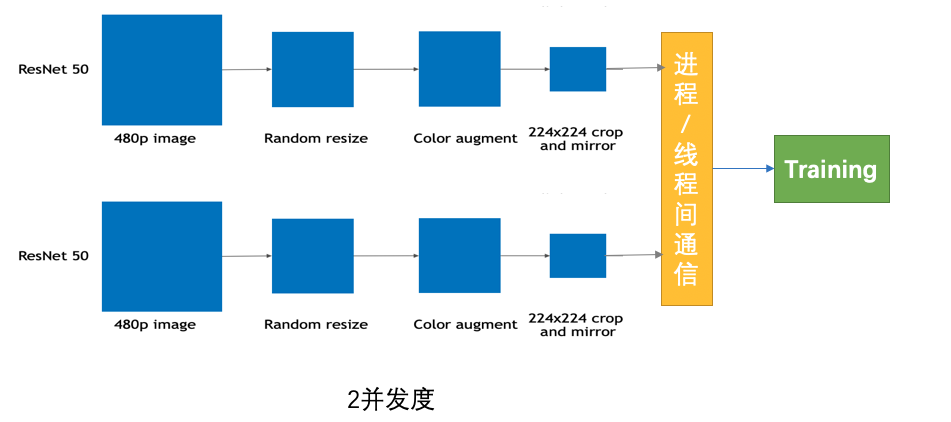 ResNet 50
480p image
Random resize
Color augment
224x224 crop
and mirror
ResNet 50
480p image
Random resize
Color augment
224x224 crop
and mirror
进程/线程间通信
Training
2并发度